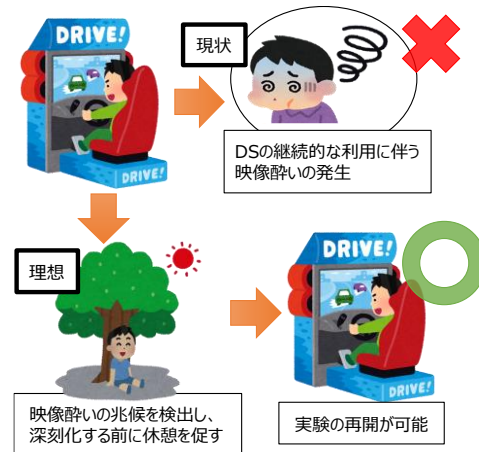 DRIVE!
DRIVE!
現状
DSの継続的な利用に伴う
映像酔いの発生
理想
映像酔いの兆候を検出し、
深刻化する前に休憩を促す
DRIVE!
DRIVE!
実験の再開が可能